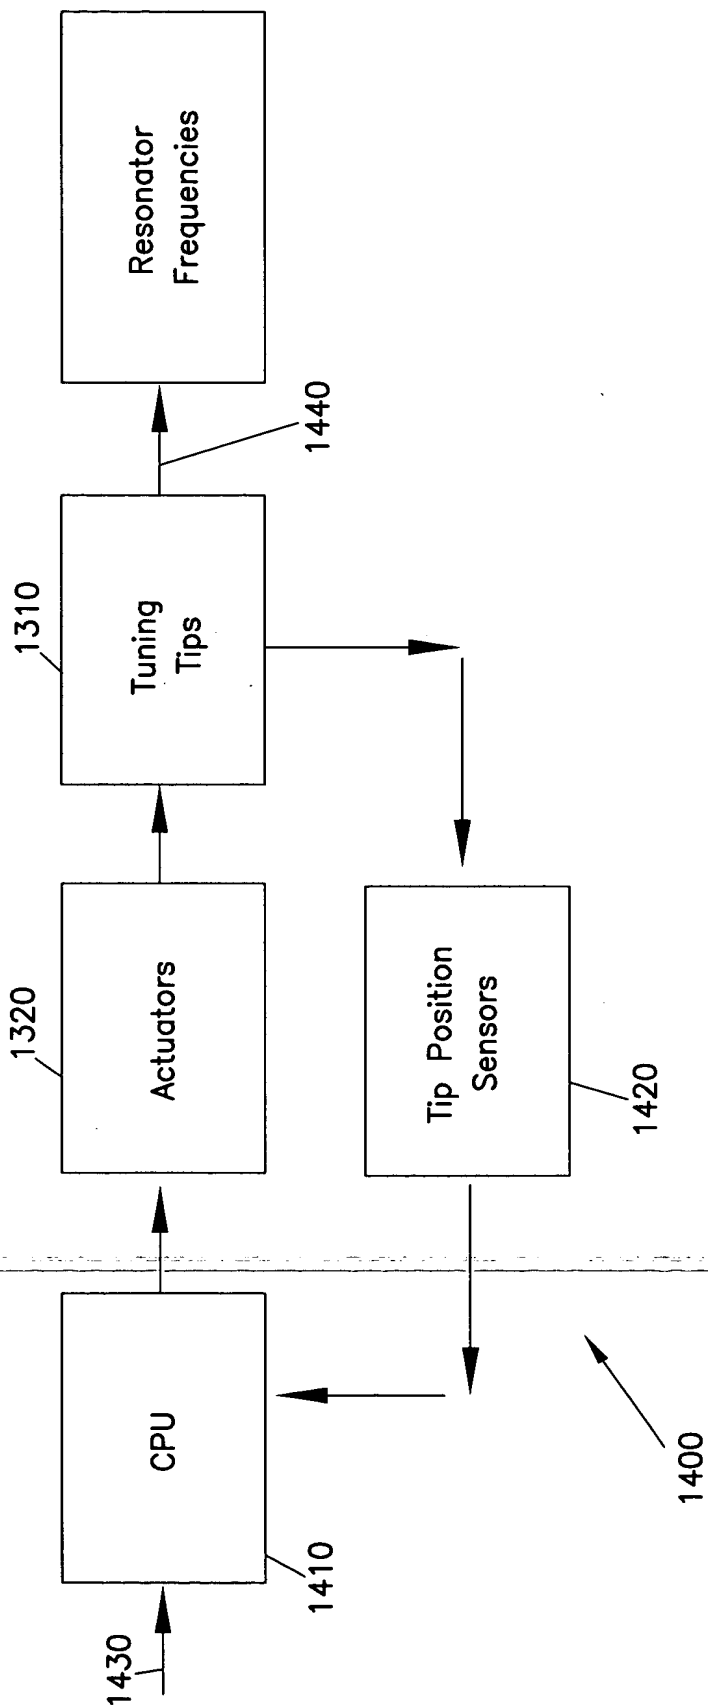 1430
CPU
1410
1400
1320
Actuators
Tip Position
Sensors
1420
1310
Tuning
Tips
1440
Resonator
Frequencies